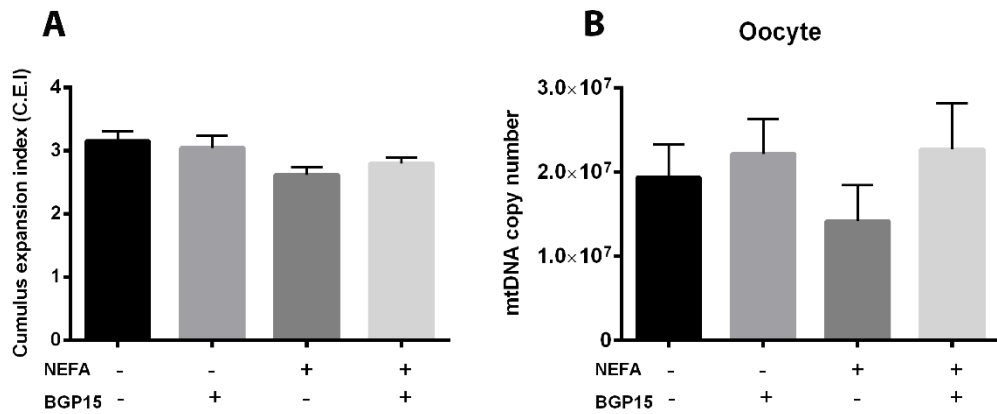 A
Cumulus expansion index (C.E.I)
4
3
2
1
0
NEFA - - + +
BGP15 - + - +
B
Oocyte
mtDNA copy number
3.0×10⁷
2.0×10⁷
1.0×10⁷
0
NEFA - - + +
BGP15 - + - +